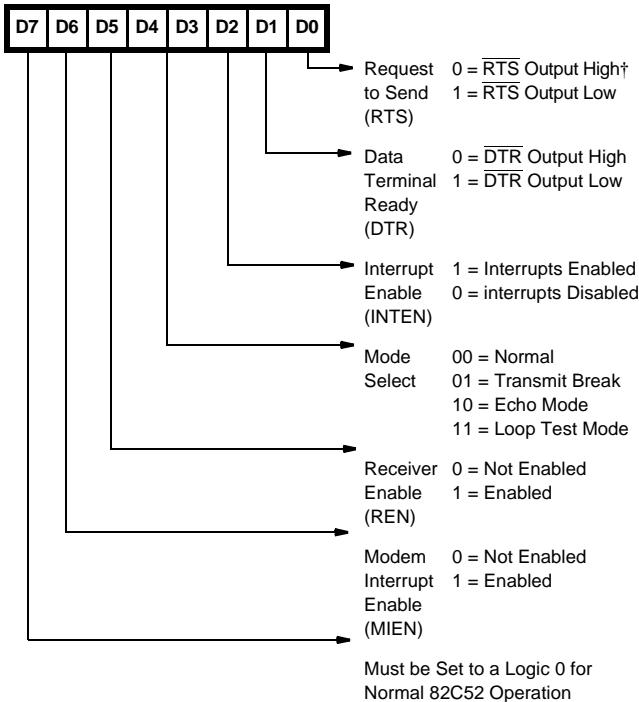 D7 D6 D5 D4 D3 D2 D1 D0
Request 0 = R̅T̅S̅ Output High†
to Send 1 = R̅T̅S̅ Output Low
(RTS)
Data 0 = D̅T̅R̅ Output High
Terminal 1 = D̅T̅R̅ Output Low
Ready
(DTR)
Interrupt 1 = Interrupts Enabled
Enable 0 = interrupts Disabled
(INTEN)
Mode 00 = Normal
Select 01 = Transmit Break
10 = Echo Mode
11 = Loop Test Mode
Receiver 0 = Not Enabled
Enable 1 = Enabled
(REN)
Modem 0 = Not Enabled
Interrupt 1 = Enabled
Enable
(MIEN)
Must be Set to a Logic 0 for
Normal 82C52 Operation